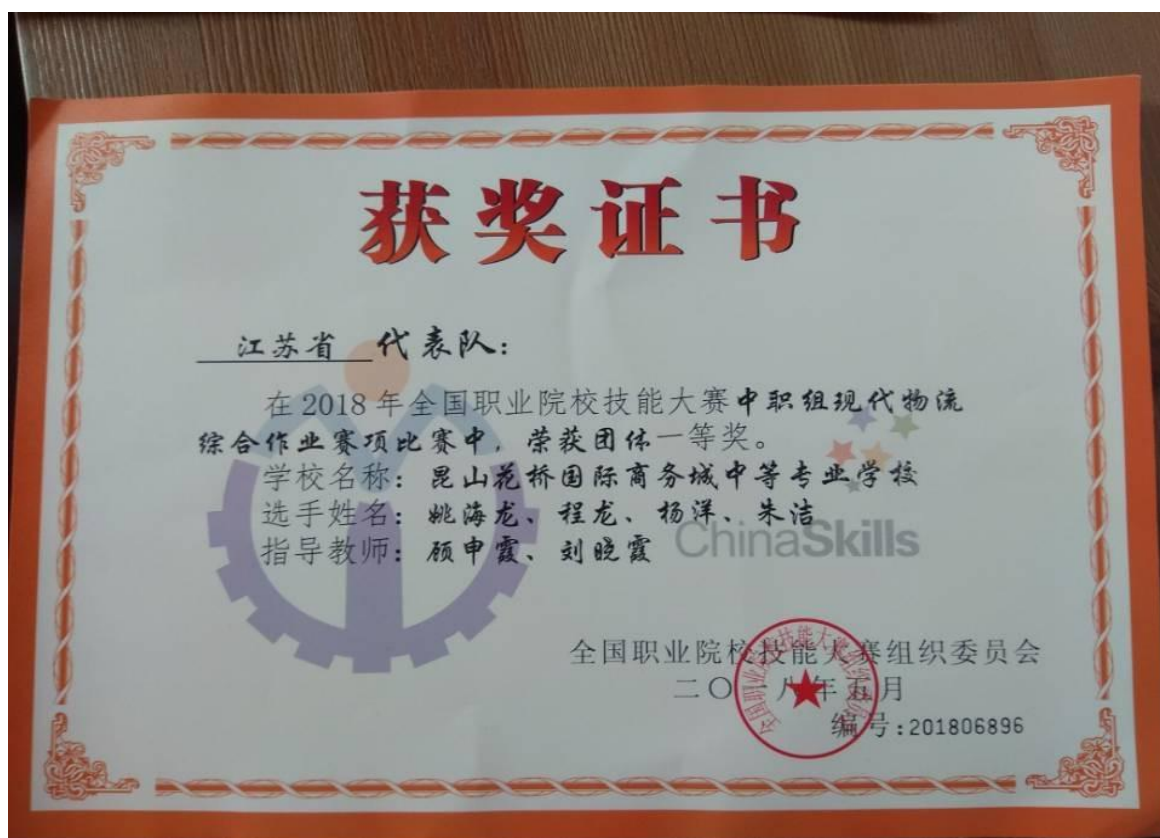 获奖证书
江苏省 代表队：
在2018年全国职业院校技能大赛中职组现代物流
综合作业赛项比赛中，荣获团体一等奖。
学校名称：昆山花桥国际商务城中等专业学校
选手姓名：姚海龙、程龙、杨洋、朱洁
指导教师：顾申霞、刘晓霞
ChinaSkills
全国职业院校技能大赛组织委员会
二〇一八年五月
编号:201806896